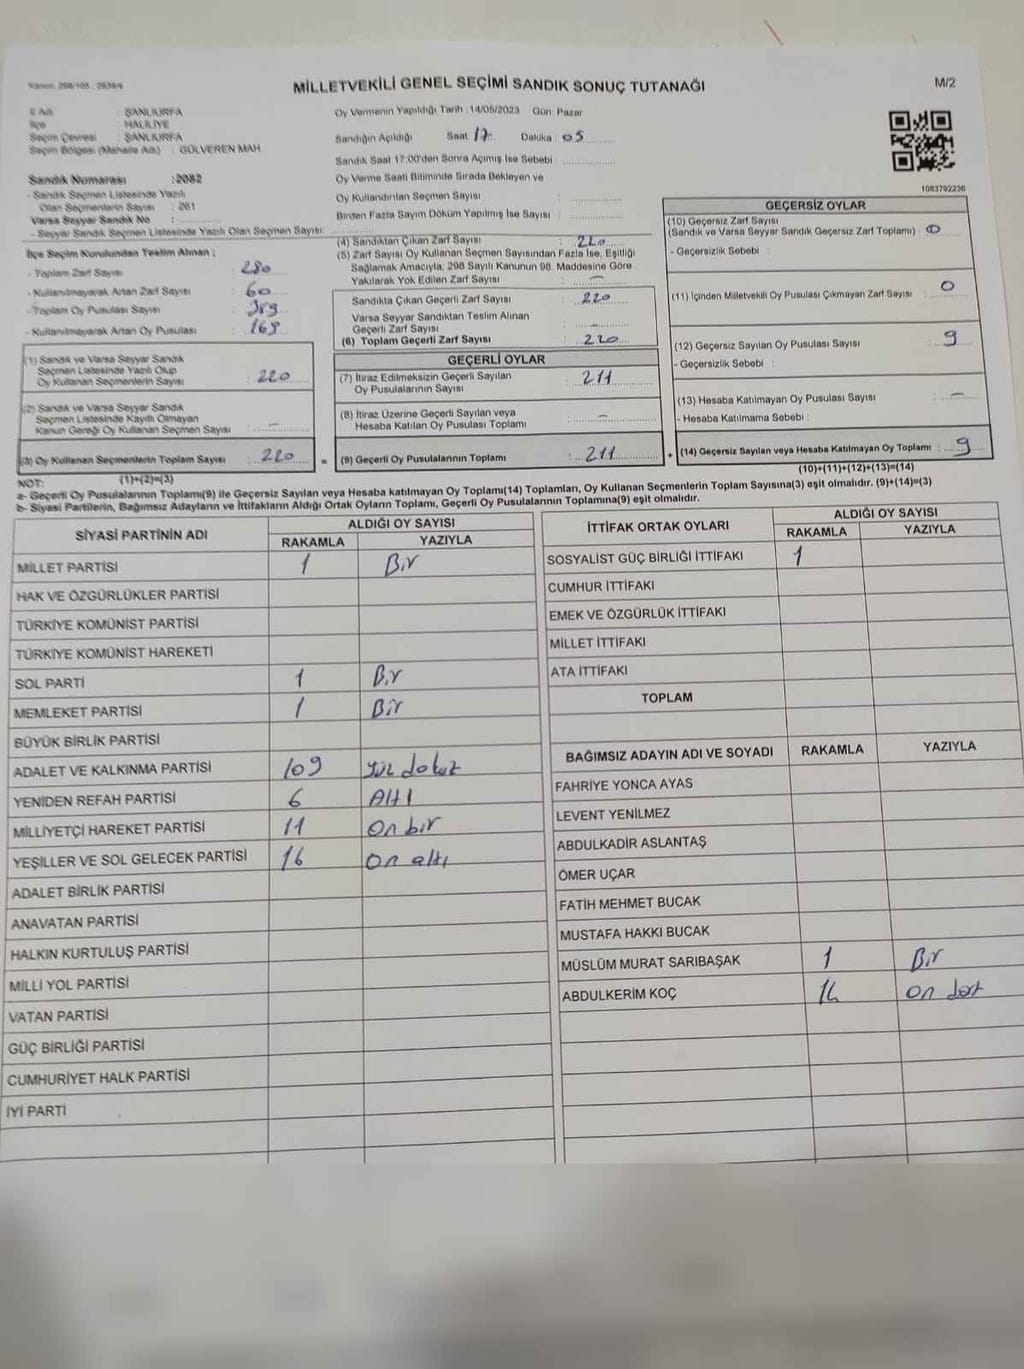 MİLLETVEKİLİ GENEL SEÇİMİ SANDIK SONUÇ TUTANAĞI
M/2
İl Adı : ŞANLIURFA
İlçe : HALİLİYE
Seçim Çevresi : ŞANLIURFA
Seçim Bölgesi (Mahalle Adı) : GÜLVEREN MAH.
Sandık Numarası : 2082
- Sandık Seçmen Listesinde Yazılı
Olan Seçmenlerin Sayısı : 261
Varsa Seyyar Sandık No :
- Seyyar Sandık Seçmen Listesinde Yazılı Olan Seçmen Sayısı:
Oy Vermenin Yapıldığı Tarih : 14/05/2023 Gün: Pazar
Sandığın Açıldığı Saat: 17 Dakika : 05
Sandık Saat 17:00'den Sonra Açımış İse Sebebi :
Oy Verme Saati Bitiminde Sırada Bekleyen ve
Oy Kullandırılan Seçmen Sayısı :
Birden Fazla Sayım Döküm Yapılmış İse Sayısı :
1083792236
İlçe Seçim Kurulundan Teslim Alınan ;
- Toplam Zarf Sayısı : 280
- Kullanılmayarak Artan Zarf Sayısı : 60
- Toplam Oy Pusulası Sayısı : 389
- Kullanılmayarak Artan Oy Pusulası : 169
(1) Sandık ve Varsa Seyyar Sandık
Seçmen Listesinde Yazılı Olup
Oy Kullanan Seçmenlerin Sayısı : 220
(2) Sandık ve Varsa Seyyar Sandık
Seçmen Listesinde Kayıtlı Olmayan
Kanun Gereği Oy Kullanan Seçmen Sayısı : -
(3) Oy Kullanan Seçmenlerin Toplam Sayısı : 220
(1)+(2)=(3)
(4) Sandıktan Çıkan Zarf Sayısı : 220
(5) Zarf Sayısı Oy Kullanan Seçmen Sayısından Fazla İse, Eşitliği
Sağlamak Amacıyla; 298 Sayılı Kanunun 98. Maddesine Göre
Yakılarak Yok Edilen Zarf Sayısı : -
Sandıkta Çıkan Geçerli Zarf Sayısı : 220
Varsa Seyyar Sandıktan Teslim Alınan
Geçerli Zarf Sayısı : -
(6) Toplam Geçerli Zarf Sayısı : 220
GEÇERLİ OYLAR
(7) İtiraz Edilmeksizin Geçerli Sayılan
Oy Pusulalarının Sayısı : 211
(8) İtiraz Üzerine Geçerli Sayılan veya
Hesaba Katılan Oy Pusulası Toplamı : -
= (9) Geçerli Oy Pusulalarının Toplamı : 211
GEÇERSİZ OYLAR
(10) Geçersiz Zarf Sayısı
(Sandık ve Varsa Seyyar Sandık Geçersiz Zarf Toplamı) : 0
- Geçersizlik Sebebi :
(11) İçinden Milletvekili Oy Pusulası Çıkmayan Zarf Sayısı : 0
(12) Geçersiz Sayılan Oy Pusulası Sayısı : 9
- Geçersizlik Sebebi :
(13) Hesaba Katılmayan Oy Pusulası Sayısı : -
- Hesaba Katılmama Sebebi :
+ (14) Geçersiz Sayılan veya Hesaba Katılmayan Oy Toplamı : 9
(10)+(11)+(12)+(13)=(14)
NOT:
a- Geçerli Oy Pusulalarının Toplamı(9) ile Geçersiz Sayılan veya Hesaba katılmayan Oy Toplamı(14) Toplamları, Oy Kullanan Seçmenlerin Toplam Sayısına(3) eşit olmalıdır. (9)+(14)=(3)
b- Siyasi Partilerin, Bağımsız Adayların ve İttifakların Aldığı Ortak Oyların Toplamı, Geçerli Oy Pusulalarının Toplamına(9) eşit olmalıdır.
SİYASİ PARTİNİN ADI ALDIĞI OY SAYISI
RAKAMLA YAZIYLA
MİLLET PARTİSİ 1 Bir
HAK VE ÖZGÜRLÜKLER PARTİSİ
TÜRKİYE KOMÜNİST PARTİSİ
TÜRKİYE KOMÜNİST HAREKETİ
SOL PARTİ 1 Bir
MEMLEKET PARTİSİ 1 Bir
BÜYÜK BİRLİK PARTİSİ
ADALET VE KALKINMA PARTİSİ 109 yüz dokuz
YENİDEN REFAH PARTİSİ 6 Altı
MİLLİYETÇİ HAREKET PARTİSİ 11 On bir
YEŞİLLER VE SOL GELECEK PARTİSİ 16 on altı
ADALET BİRLİK PARTİSİ
ANAVATAN PARTİSİ
HALKIN KURTULUŞ PARTİSİ
MİLLİ YOL PARTİSİ
VATAN PARTİSİ
GÜÇ BİRLİĞİ PARTİSİ
CUMHURİYET HALK PARTİSİ
İYİ PARTİ
İTTİFAK ORTAK OYLARI ALDIĞI OY SAYISI
RAKAMLA YAZIYLA
SOSYALİST GÜÇ BİRLİĞİ İTTİFAKI 1
CUMHUR İTTİFAKI
EMEK VE ÖZGÜRLÜK İTTİFAKI
MİLLET İTTİFAKI
ATA İTTİFAKI
TOPLAM
BAĞIMSIZ ADAYIN ADI VE SOYADI RAKAMLA YAZIYLA
FAHRİYE YONCA AYAS
LEVENT YENİLMEZ
ABDULKADİR ASLANTAŞ
ÖMER UÇAR
FATİH MEHMET BUCAK
MUSTAFA HAKKI BUCAK
MÜSLÜM MURAT SARIBAŞAK 1 Bir
ABDULKERİM KOÇ 14 on dört